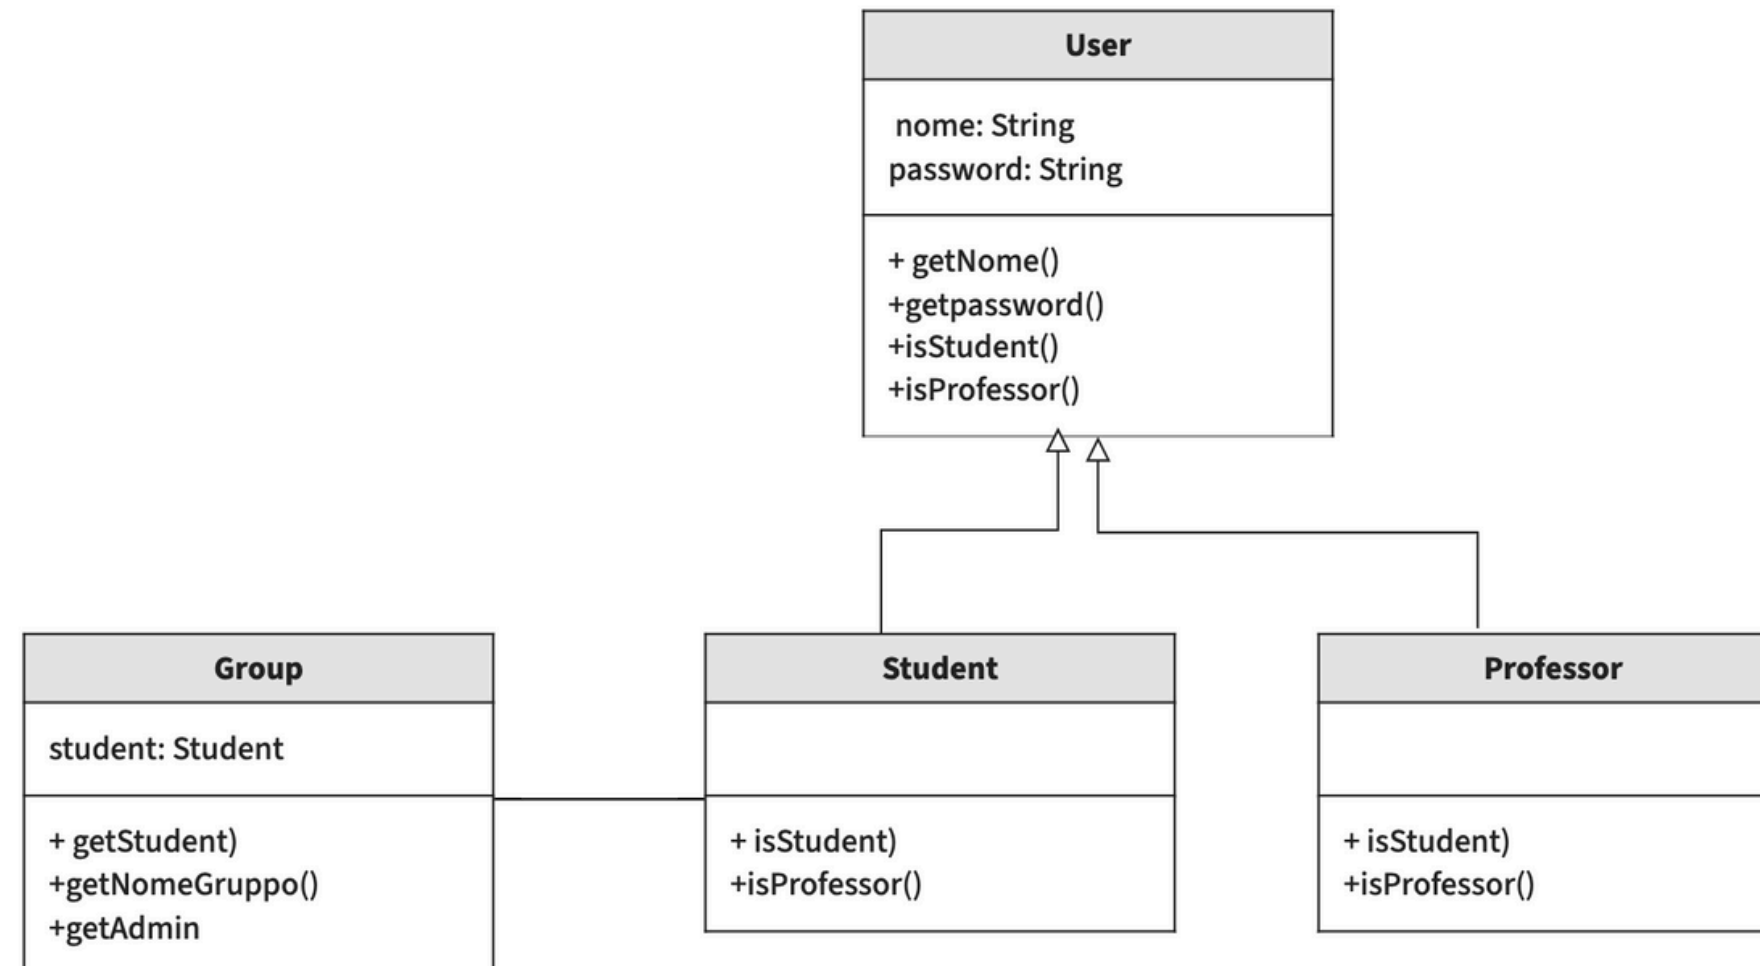 User
nome: String
password: String
+ getNome()
+getpassword()
+isStudent()
+isProfessor()
Group
student: Student
+ getStudent)
+getNomeGruppo()
+getAdmin
Student
+ isStudent)
+isProfessor()
Professor
+ isStudent)
+isProfessor()